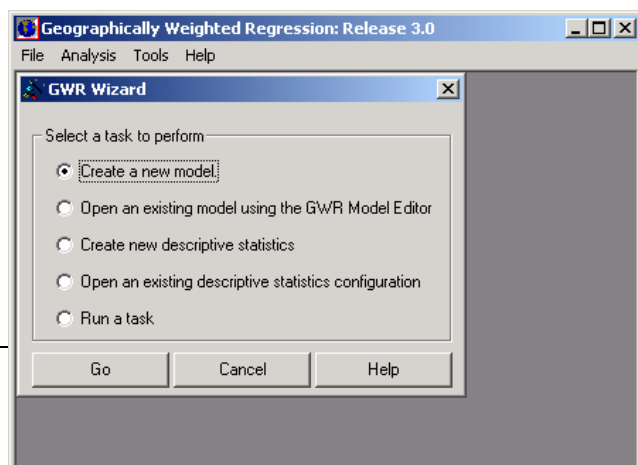 Geographically Weighted Regression: Release 3.0
File Analysis Tools Help
GWR Wizard
Select a task to perform
Create a new model.
Open an existing model using the GWR Model Editor
Create new descriptive statistics
Open an existing descriptive statistics configuration
Run a task
Go Cancel Help